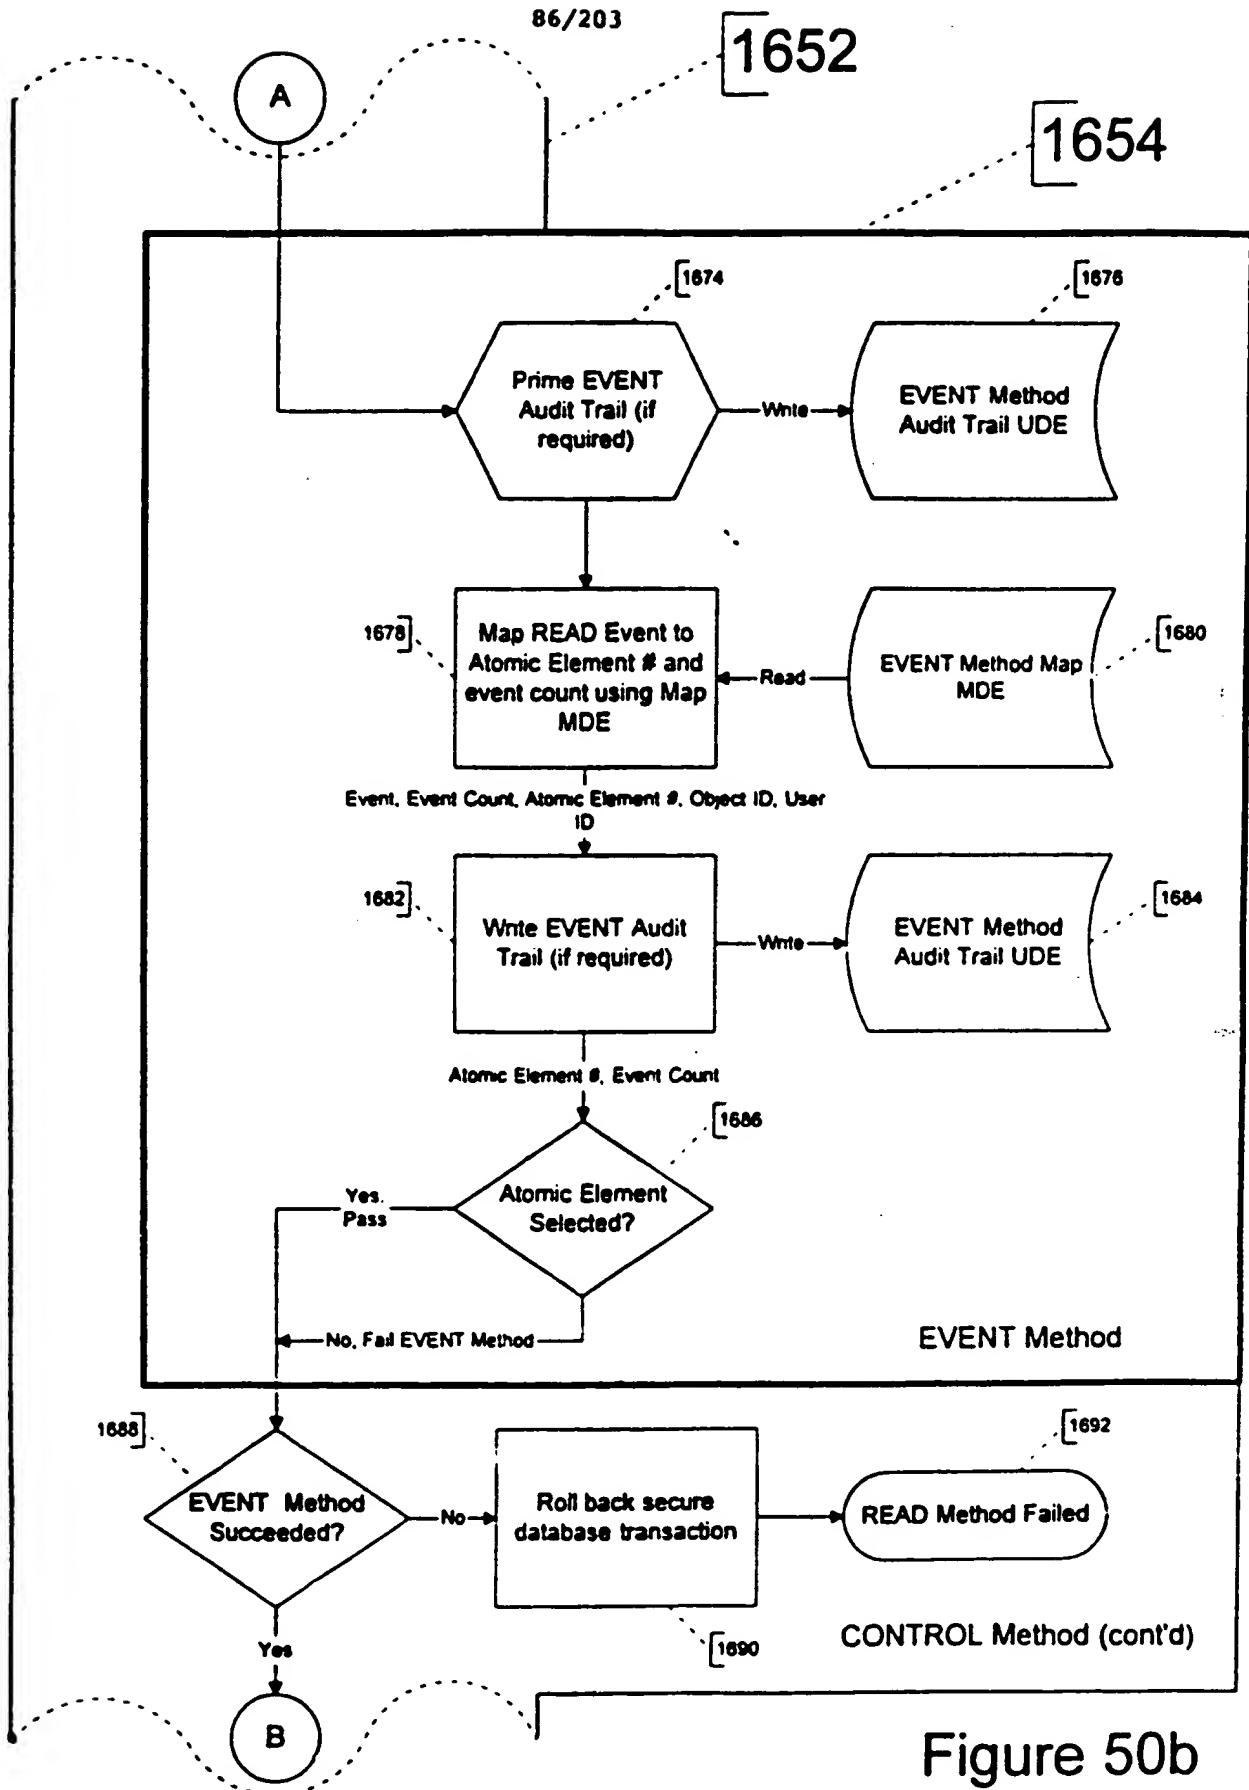 86/203
1652
A
1654
1674
1676
Prime EVENT
Audit Trail (if
required)
Write
EVENT Method
Audit Trail UDE
1678
Map READ Event to
Atomic Element # and
event count using Map
MDE
Read
EVENT Method Map
MDE
1680
Event, Event Count, Atomic Element #, Object ID, User
ID
1682
Write EVENT Audit
Trail (if required)
Write
EVENT Method
Audit Trail UDE
1684
Atomic Element #, Event Count
1686
Yes,
Pass
Atomic Element
Selected?
No, Fail EVENT Method
EVENT Method
1688
1692
EVENT Method
Succeeded?
No
Roll back secure
database transaction
READ Method Failed
Yes
1690
CONTROL Method (cont'd)
B
Figure 50b